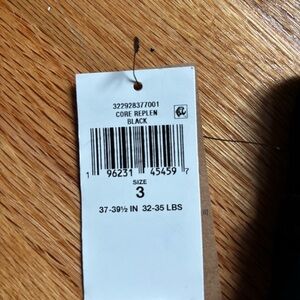 322928377001
CORE REPLEN
BLACK
1 96231 45459 7
SIZE
3
37-39½ IN 32-35 LBS